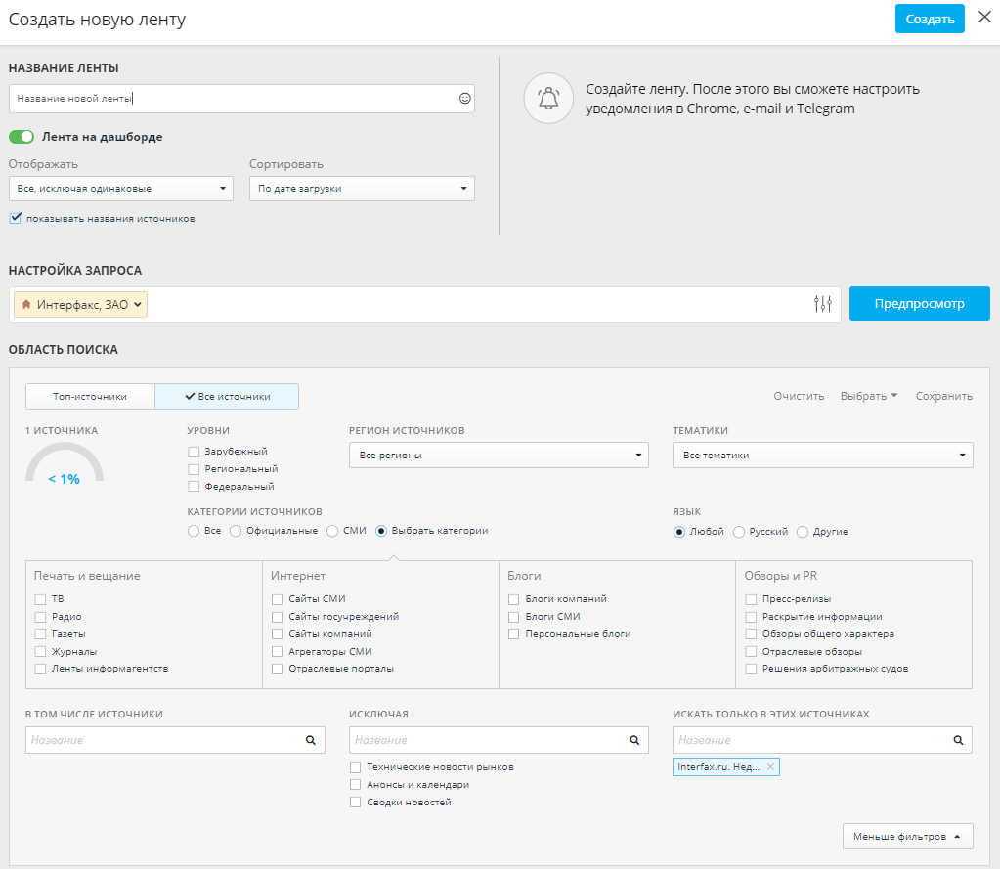 Создать новую ленту
Создать
НАЗВАНИЕ ЛЕНТЫ
Название новой ленты
Создайте ленту. После этого вы сможете настроить
уведомления в Chrome, e-mail и Telegram
Лента на дашборде
Отображать
Сортировать
Все, исключая одинаковые
По дате загрузки
показывать названия источников
НАСТРОЙКА ЗАПРОСА
Интерфакс, ЗАО
Предпросмотр
ОБЛАСТЬ ПОИСКА
Топ-источники
Все источники
Очистить
Выбрать
Сохранить
1 ИСТОЧНИКА
< 1%
УРОВНИ
Зарубежный
Региональный
Федеральный
РЕГИОН ИСТОЧНИКОВ
Все регионы
ТЕМАТИКИ
Все тематики
КАТЕГОРИИ ИСТОЧНИКОВ
Все
Официальные
СМИ
Выбрать категории
ЯЗЫК
Любой
Русский
Другие
Печать и вещание
ТВ
Радио
Газеты
Журналы
Ленты информагентств
Интернет
Сайты СМИ
Сайты госучреждений
Сайты компаний
Агрегаторы СМИ
Отраслевые порталы
Блоги
Блоги компаний
Блоги СМИ
Персональные блоги
Обзоры и PR
Пресс-релизы
Раскрытие информации
Обзоры общего характера
Отраслевые обзоры
Решения арбитражных судов
В ТОМ ЧИСЛЕ ИСТОЧНИКИ
Название
ИСКЛЮЧАЯ
Название
Технические новости рынков
Анонсы и календари
Сводки новостей
ИСКАТЬ ТОЛЬКО В ЭТИХ ИСТОЧНИКАХ
Название
Interfax.ru. Нед...
Меньше фильтров